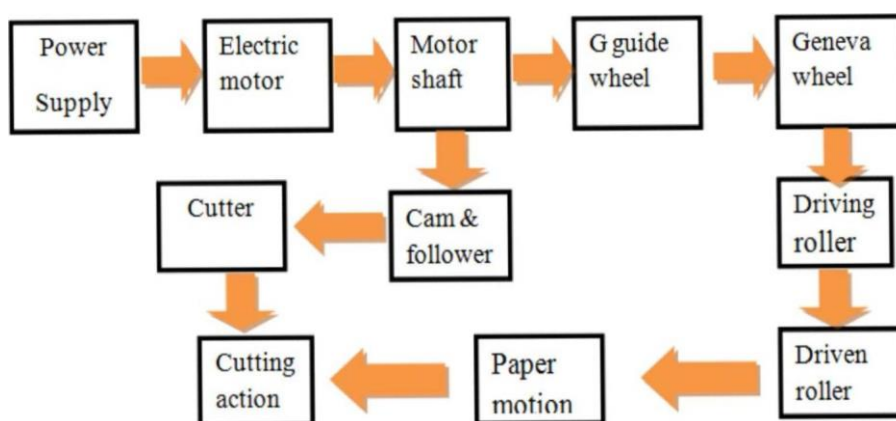 Power
Supply
Electric
motor
Motor
shaft
G guide
wheel
Geneva
wheel
Cutter
Cam &
follower
Driving
roller
Cutting
action
Paper
motion
Driven
roller